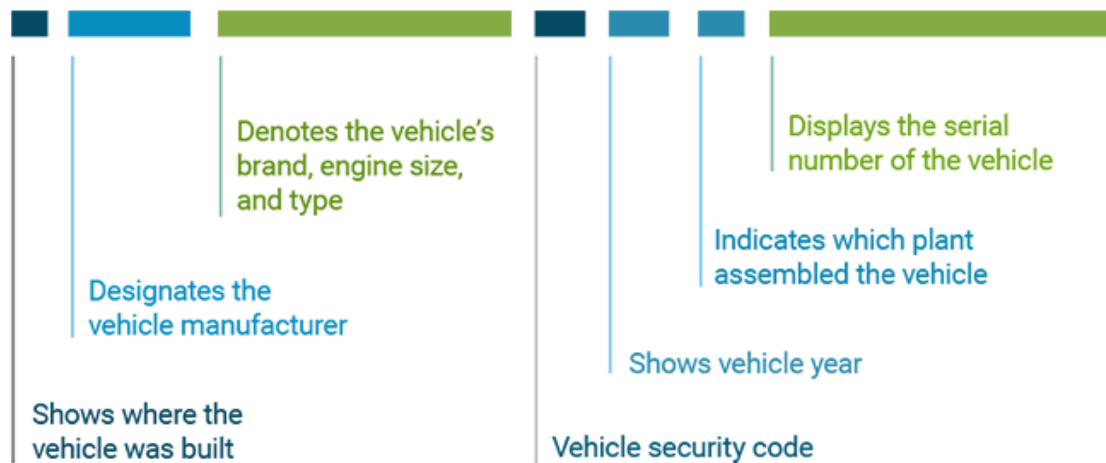 Denotes the vehicle's
brand, engine size,
and type
Displays the serial
number of the vehicle
Indicates which plant
assembled the vehicle
Designates the
vehicle manufacturer
Shows vehicle year
Shows where the
vehicle was built
Vehicle security code